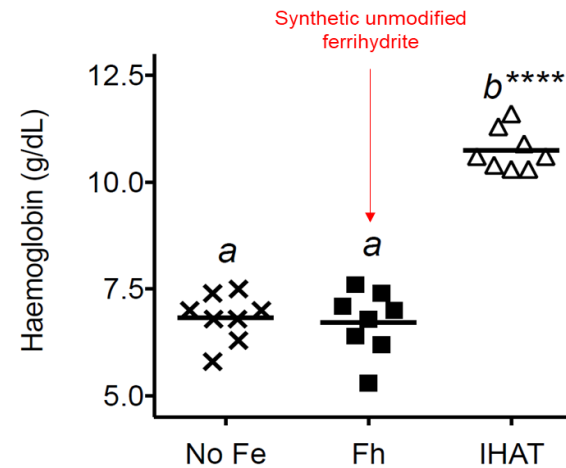 Synthetic unmodified
ferrihydrite
12.5
10.0
7.5
5.0
Haemoglobin (g/dL)
a
a
b****
No Fe
Fh
IHAT